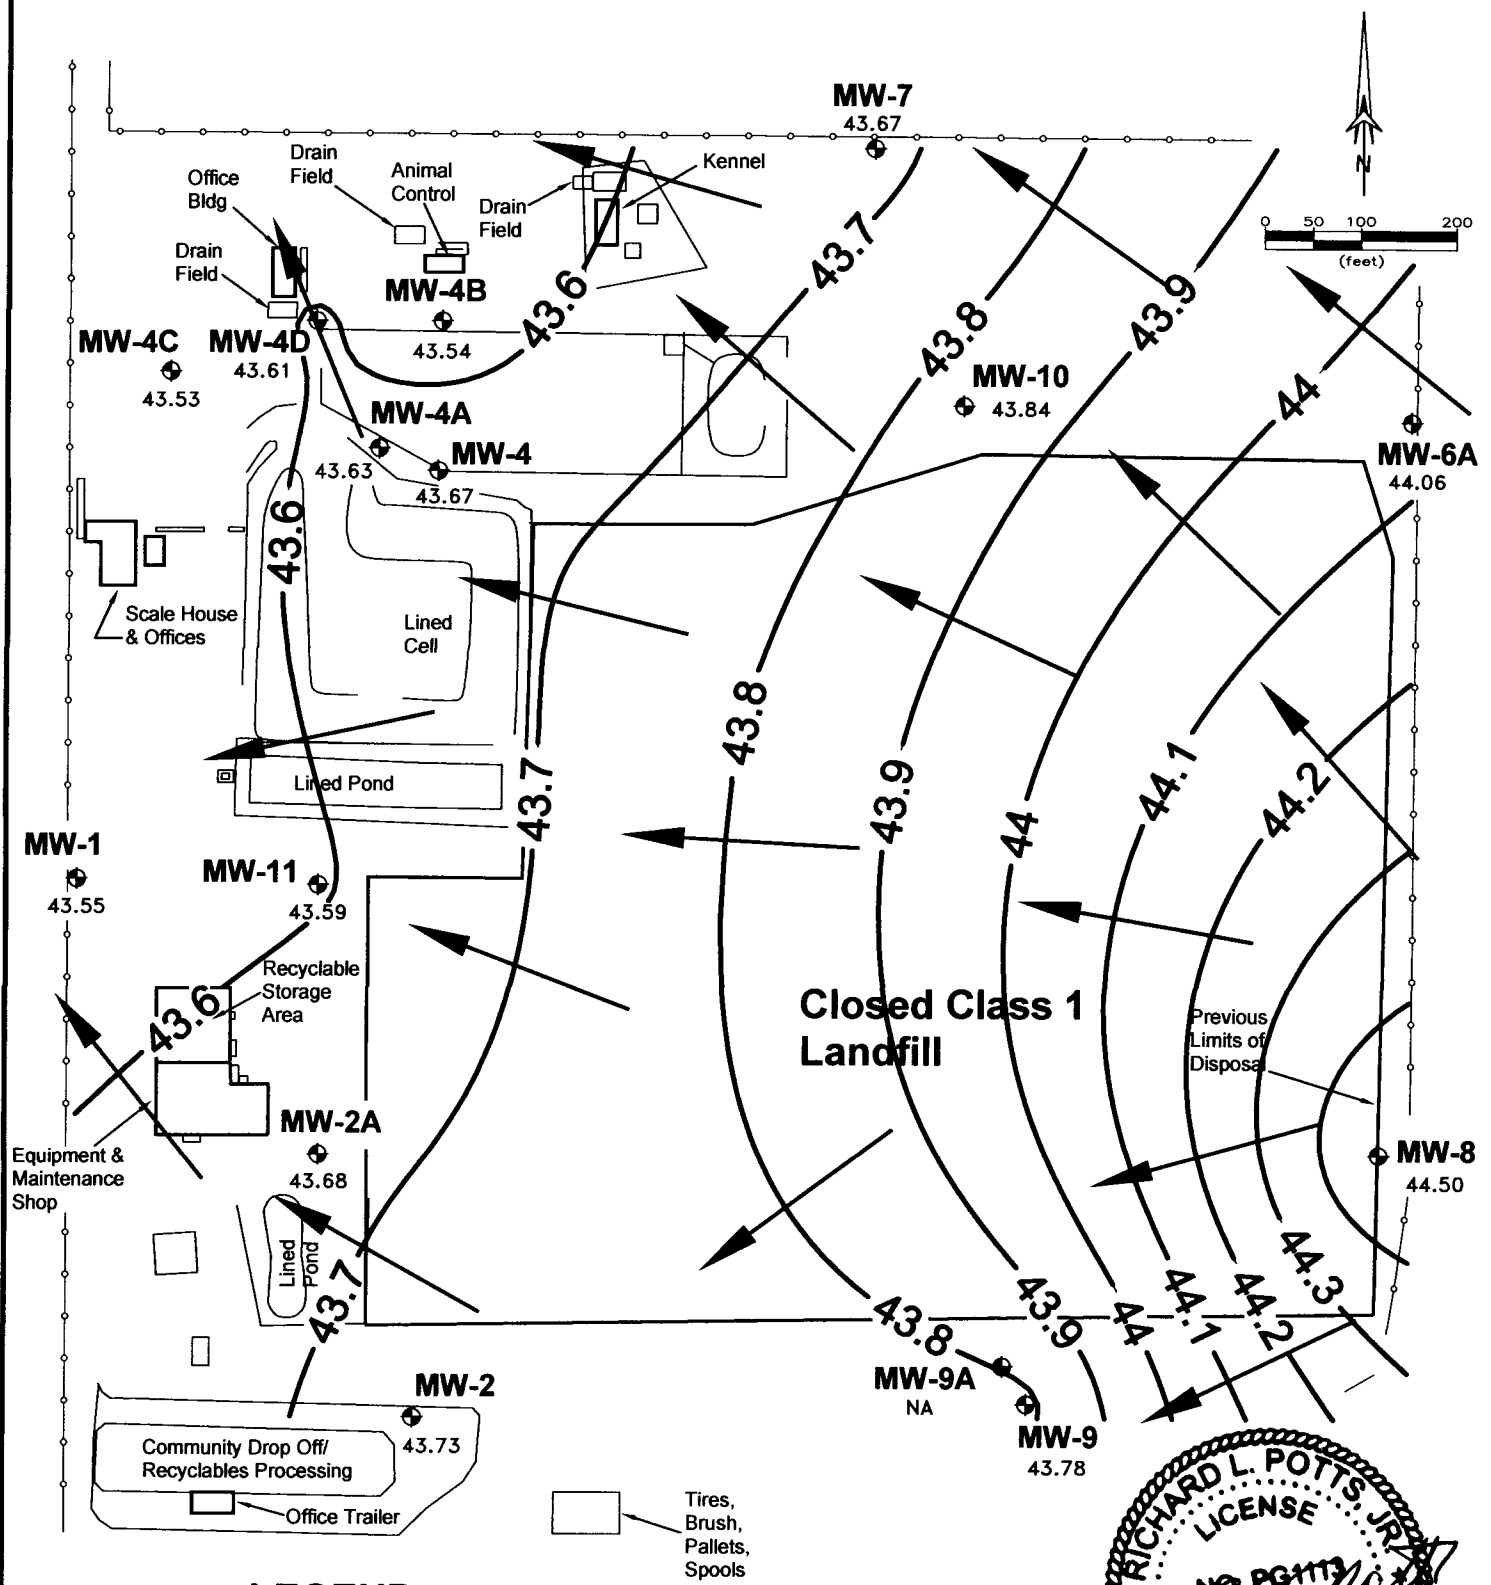 MW-7
43.67
N
0 50 100 200
(feet)
Drain
Field
Animal
Control
Office
Bldg
Kennel
Drain
Field
Drain
Field
43.7
43.6
43.8
43.9
44
MW-4B
43.54
MW-4C
43.53
MW-4D
43.61
MW-10
43.84
MW-4A
43.63
MW-4
43.67
MW-6A
44.06
43.6
Scale House
& Offices
Lined
Cell
43.8
43.7
43.9
44
44.1
44.2
Lined Pond
MW-1
43.55
MW-11
43.59
Recyclable
Storage
Area
43.6
Closed Class 1
Landfill
Previous
Limits of
Disposal
MW-2A
43.68
Equipment &
Maintenance
Shop
MW-8
44.50
Lined
Pond
43.7
43.8
43.9
44
44.1
44.2
44.3
MW-9A
NA
MW-9
43.78
MW-2
43.73
Community Drop Off/
Recyclables Processing
Office Trailer
Tires,
Brush,
Pallets,
Spools
RICHARD L. POTTS, JR.
LICENSE
NO. PG1113
LEGEND